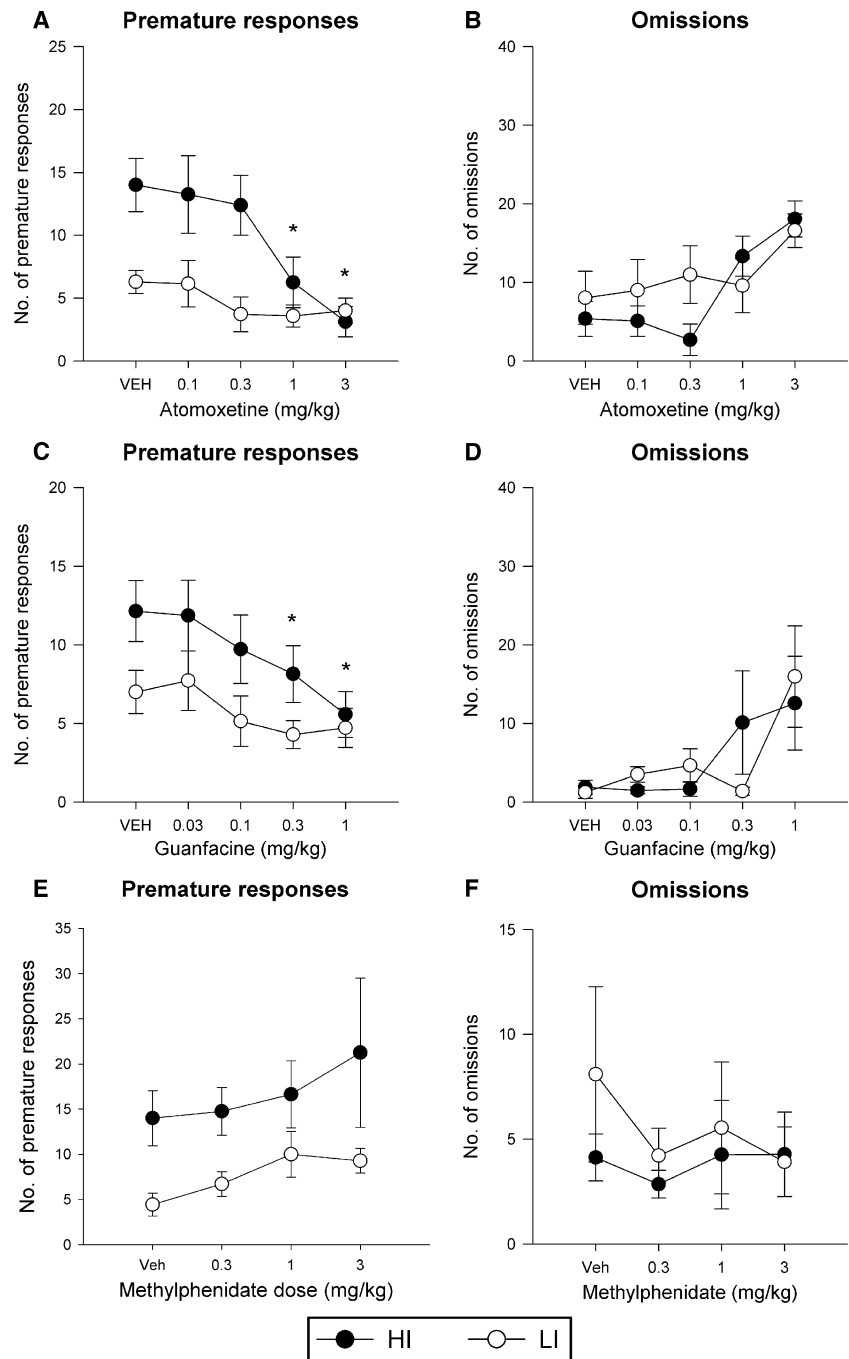 A Premature responses
25
20
15
10
5
0
No. of premature responses
*
*
VEH 0.1 0.3 1 3
Atomoxetine (mg/kg)
B Omissions
40
30
20
10
0
No. of omissions
VEH 0.1 0.3 1 3
Atomoxetine (mg/kg)
C Premature responses
20
15
10
5
0
No. of premature responses
*
*
VEH 0.03 0.1 0.3 1
Guanfacine (mg/kg)
D Omissions
40
30
20
10
0
No. of omissions
VEH 0.03 0.1 0.3 1
Guanfacine (mg/kg)
E Premature responses
35
30
25
20
15
10
5
0
No. of premature responses
Veh 0.3 1 3
Methylphenidate dose (mg/kg)
F Omissions
15
10
5
0
No. of omissions
Veh 0.3 1 3
Methylphenidate (mg/kg)
HI LI